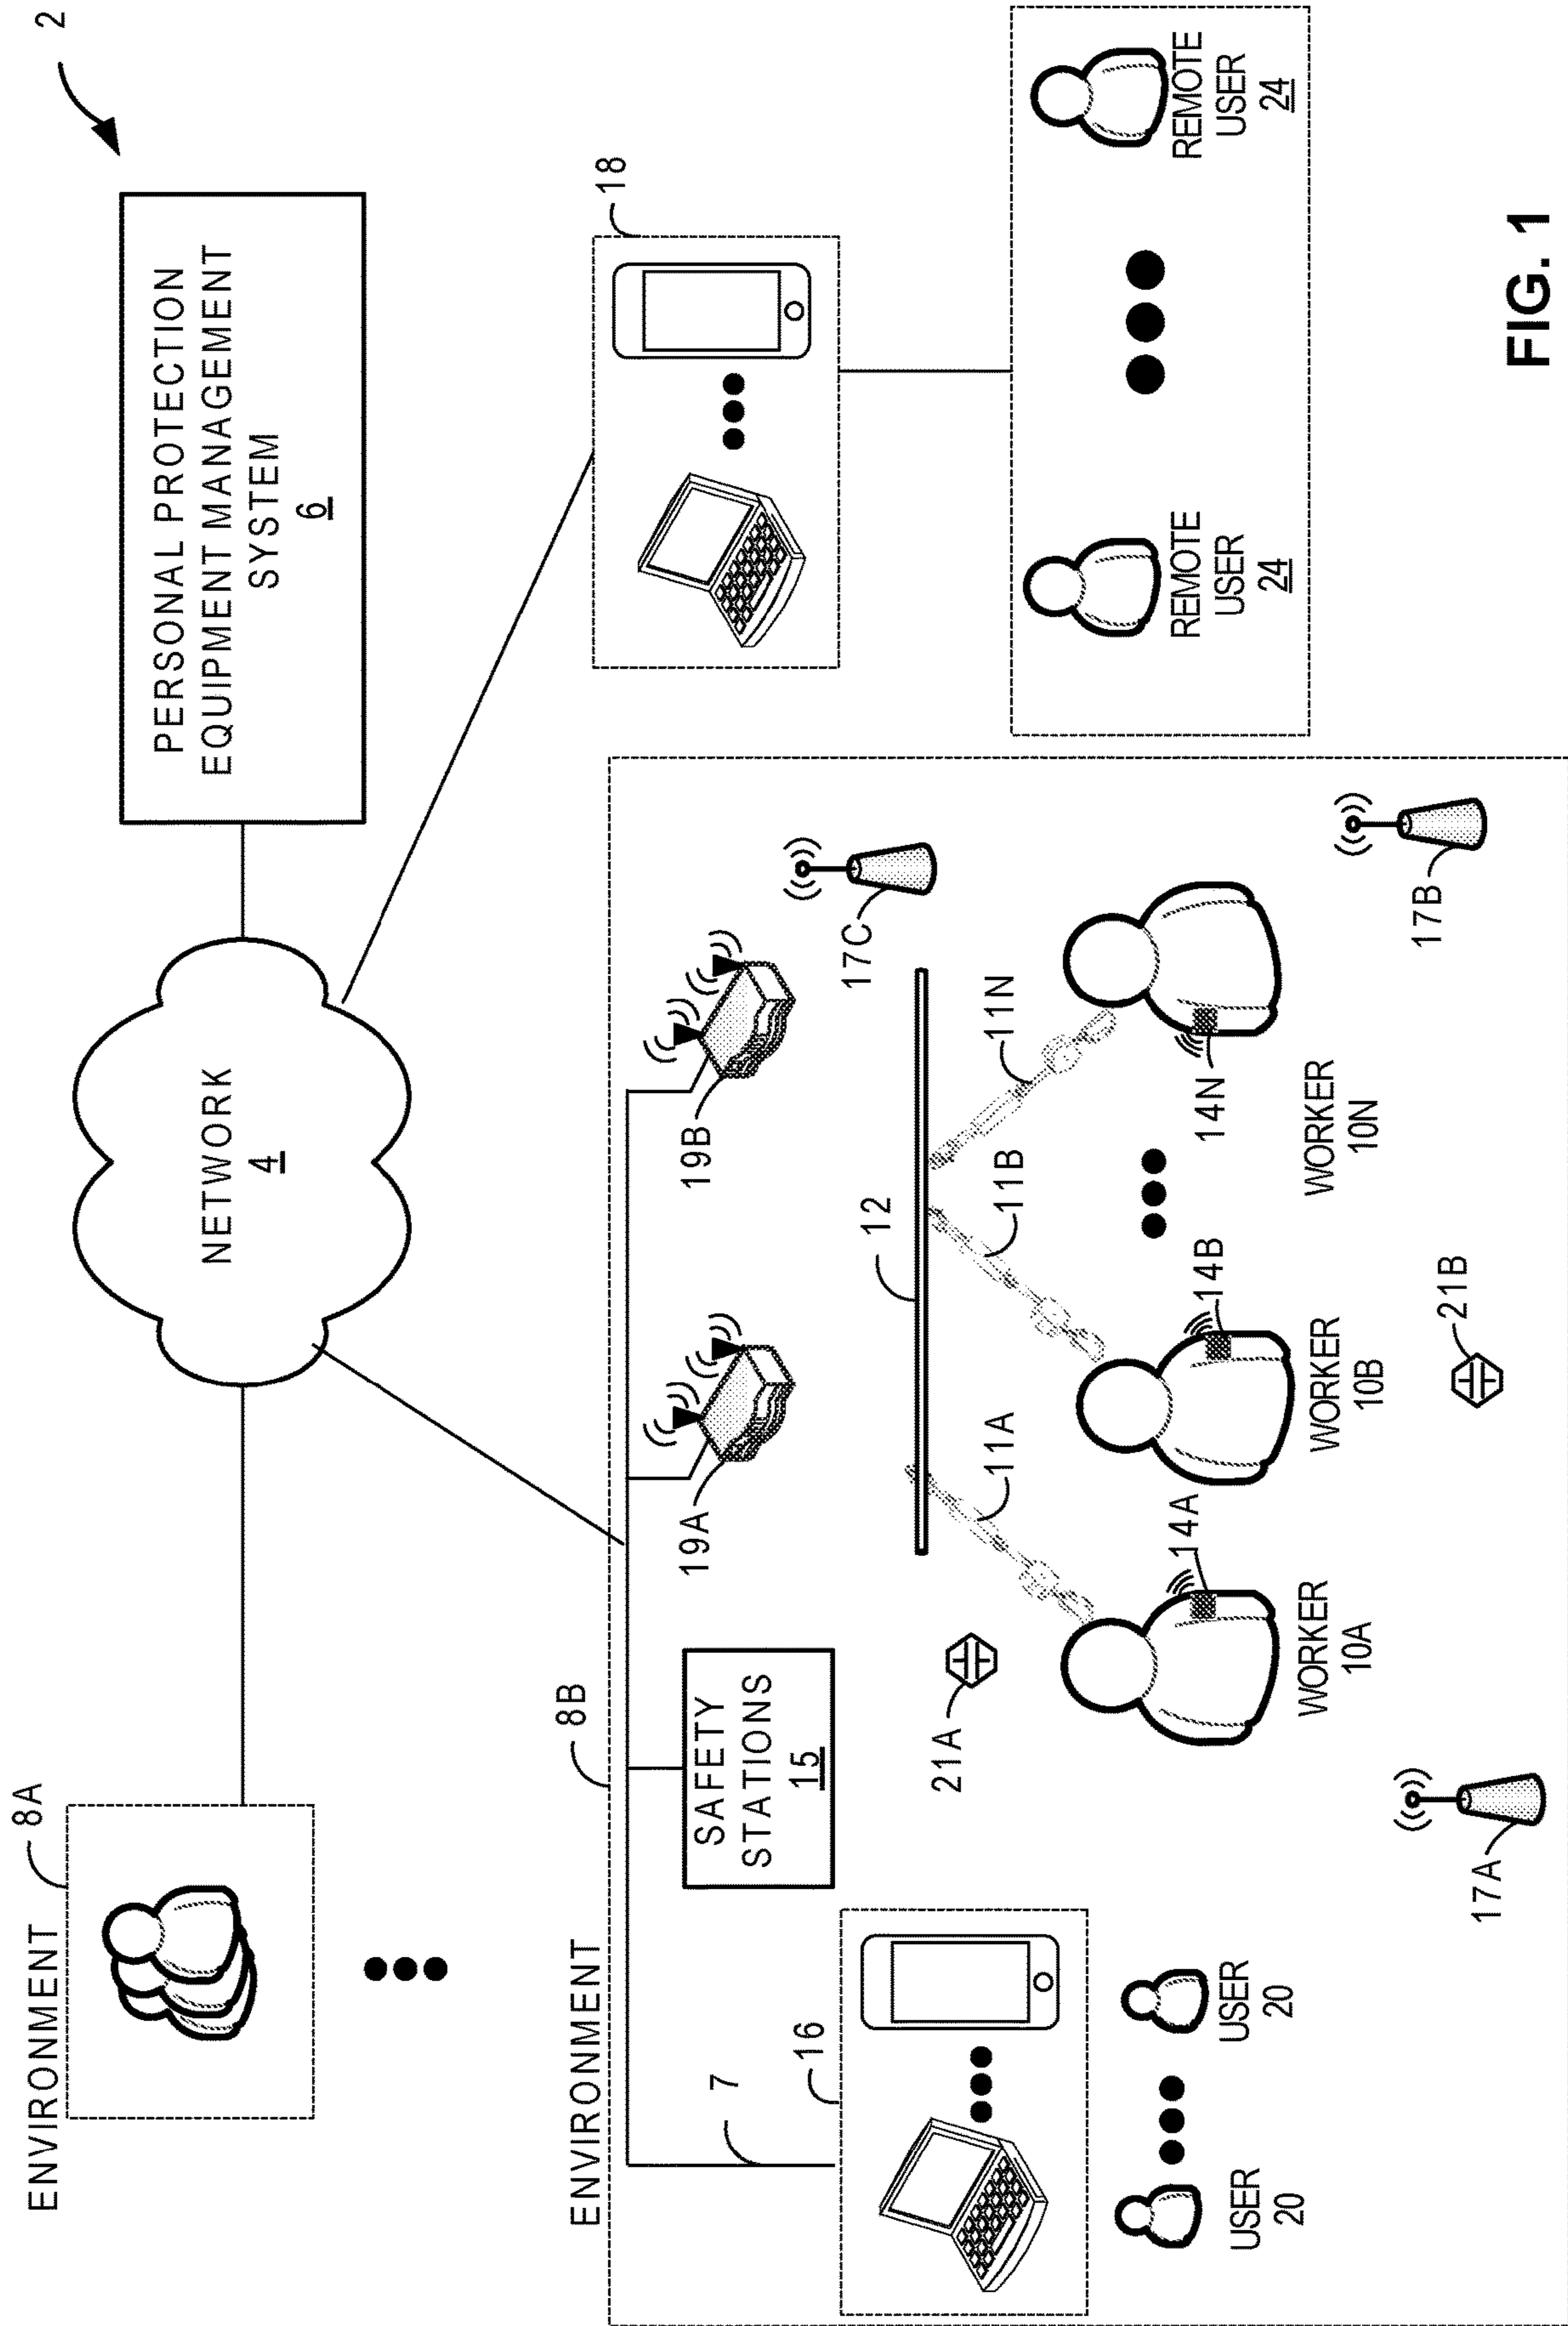 2
ENVIRONMENT
8A
NETWORK
4
PERSONAL PROTECTION
EQUIPMENT MANAGEMENT
SYSTEM
6
ENVIRONMENT
8B
18
7
16
SAFETY
STATIONS
15
19A
19B
17C
12
21A
11A
11B
11N
14A
14B
14N
USER
20
USER
20
WORKER
10A
WORKER
10B
WORKER
10N
17A
21B
17B
REMOTE
USER
24
REMOTE
USER
24
FIG. 1